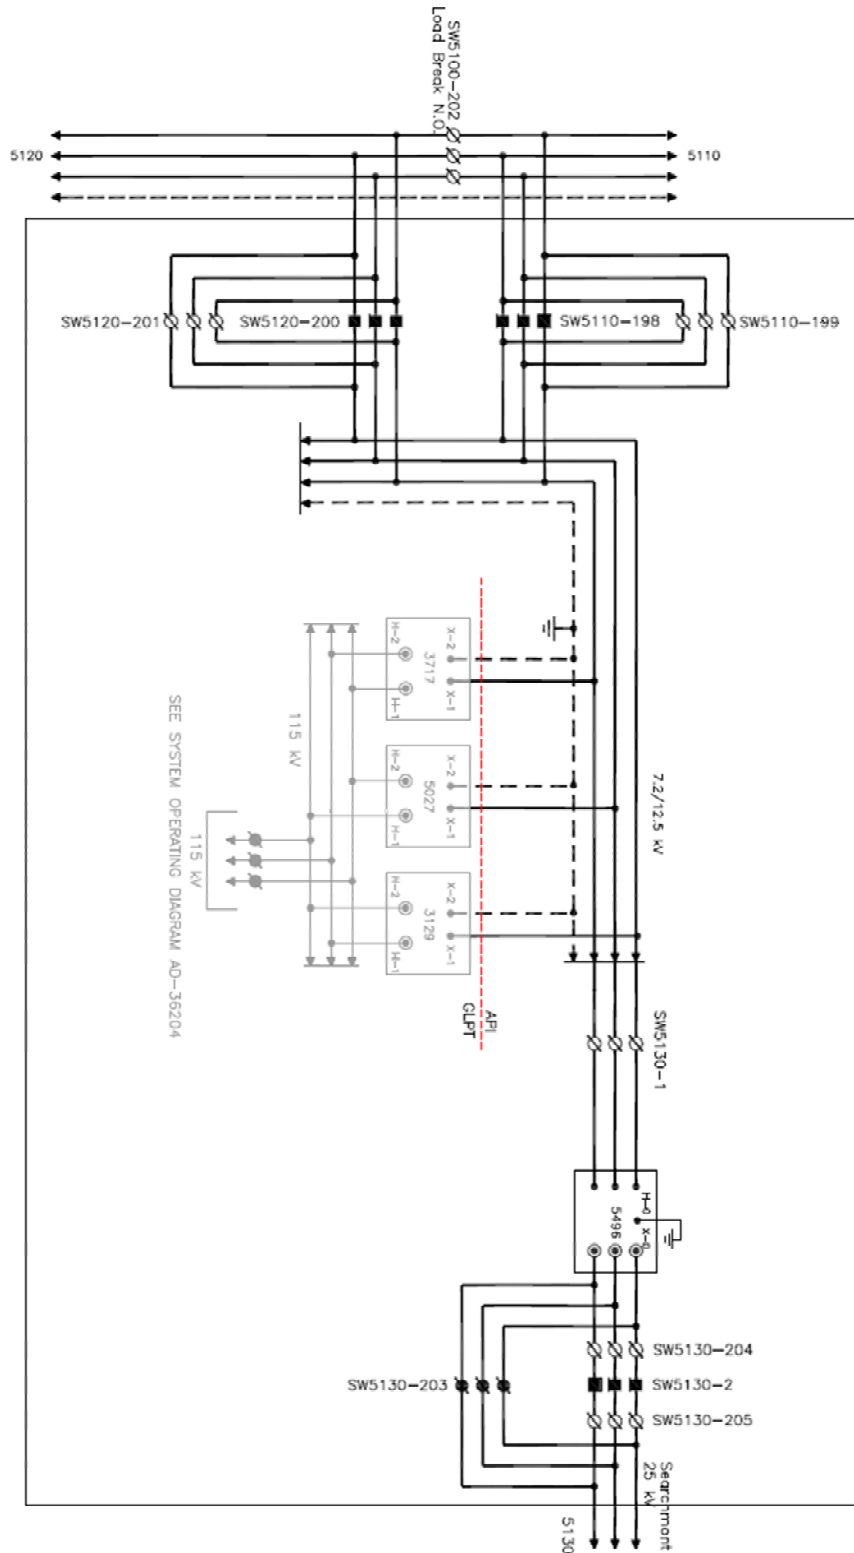 SW5100-202
Load Break N.O.
5120
5110
SW5120-201
SW5120-200
SW5110-198
SW5110-199
H-2
3717
X-2
H-1
X-1
115 kV
H-2
5027
X-2
H-1
X-1
7.2/12.5 kV
SEE SYSTEM OPERATING DIAGRAM AD-36204
115 kV
H-2
3129
X-2
H-1
X-1
API
GLPT
SW5130-1
H-0
X-0
5496
SW5130-204
SW5130-203
SW5130-2
SW5130-205
Searchmont
25 kV
5130